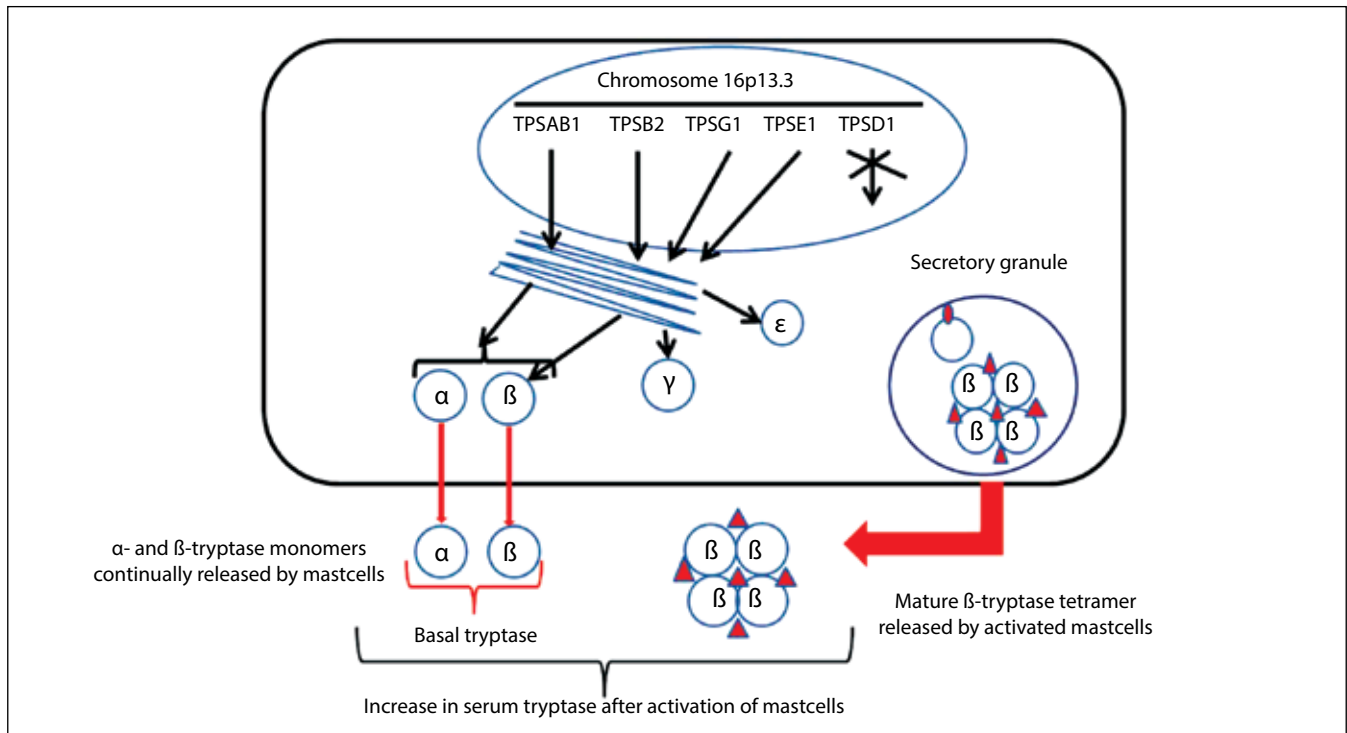 Chromosome 16p13.3
TPSAB1 TPSB2 TPSG1 TPSE1 TPSD1
Secretory granule
ε
α ß γ
ß ß
ß ß
α- and ß-tryptase monomers
continually released by mastcells
α ß
Basal tryptase
ß ß
ß ß
Mature ß-tryptase tetramer
released by activated mastcells
Increase in serum tryptase after activation of mastcells